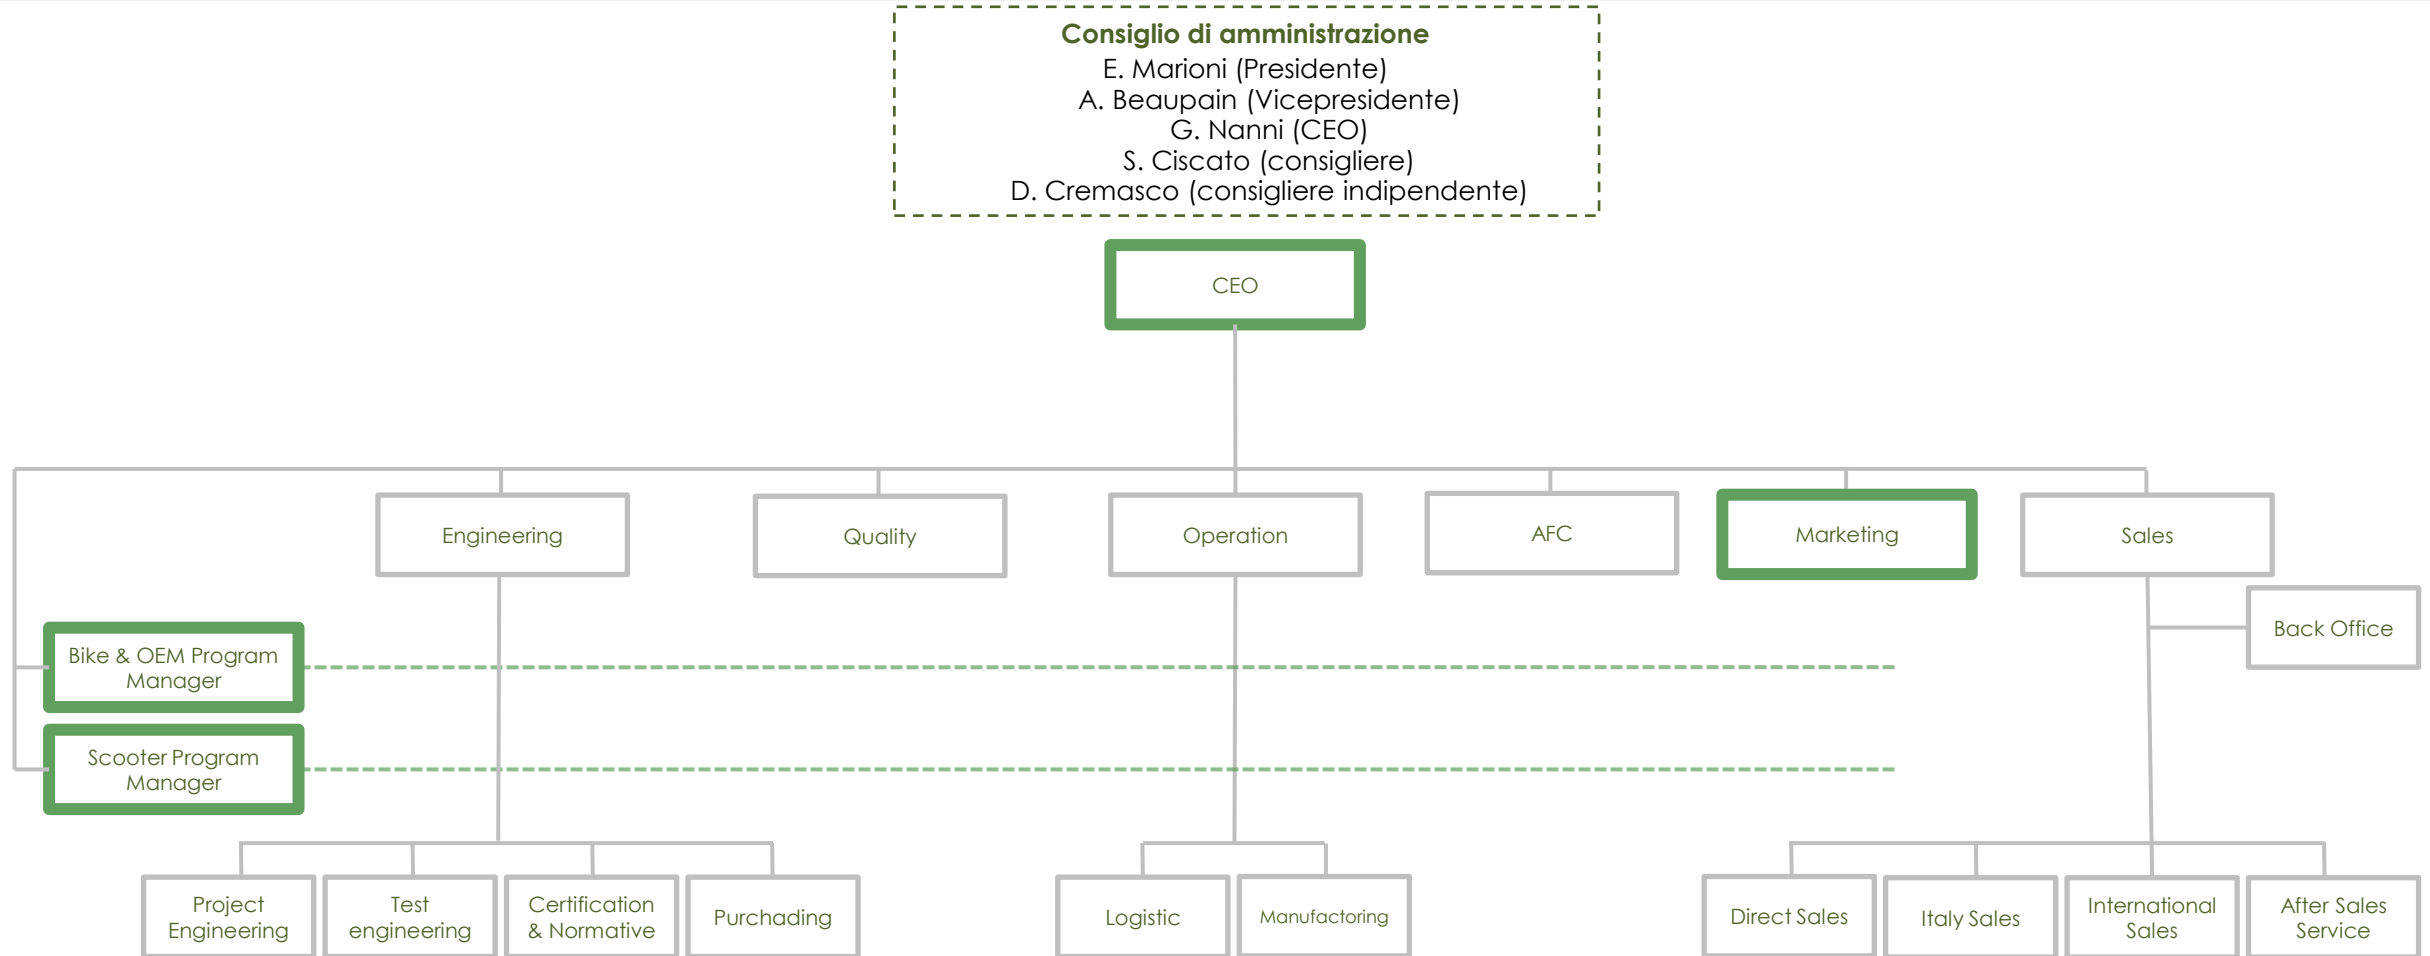 Consiglio di amministrazione
E. Marioni (Presidente)
A. Beaupain (Vicepresidente)
G. Nanni (CEO)
S. Ciscato (consigliere)
D. Cremasco (consigliere indipendente)
CEO
Engineering
Quality
Operation
AFC
Marketing
Sales
Back Office
Bike & OEM Program
Manager
Scooter Program
Manager
Project
Engineering
Test
engineering
Certification
& Normative
Purchading
Logistic
Manufactoring
Direct Sales
Italy Sales
International
Sales
After Sales
Service